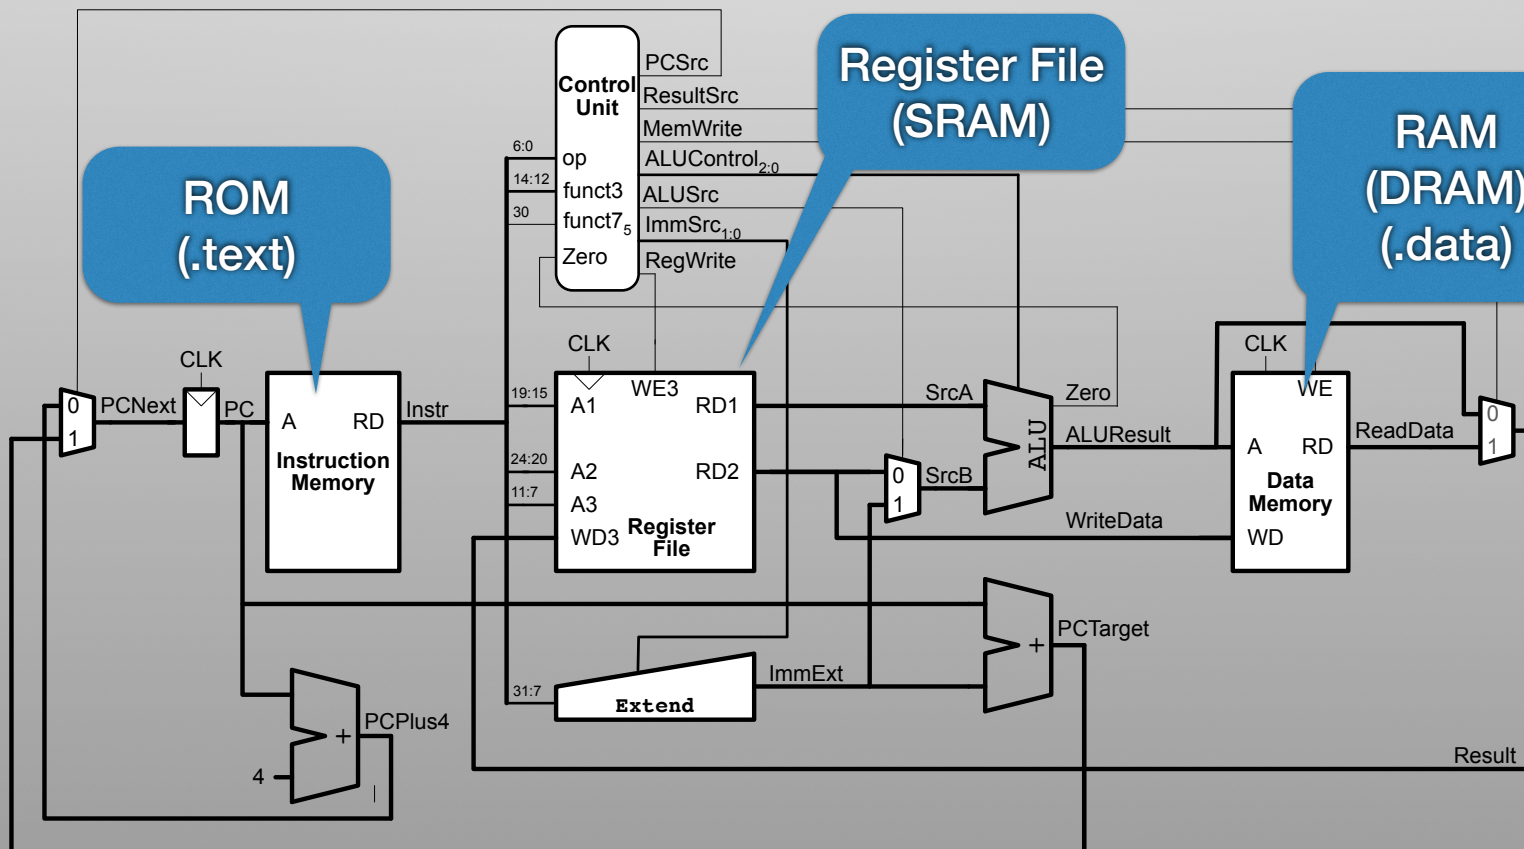 PCSrc
Control
Unit
ResultSrc
MemWrite
ALUControl2:0
ALUSrc
ImmSrc1:0
RegWrite
6:0
op
14:12
funct3
30
funct75
Zero
Register File
(SRAM)
RAM
(DRAM)
(.data)
ROM
(.text)
CLK
CLK
CLK
0
1
PCNext
PC
A
RD
Instruction
Memory
Instr
19:15
A1
WE3
RD1
24:20
A2
RD2
11:7
A3
WD3
Register
File
SrcA
0
1
SrcB
ALU
Zero
ALUResult
WriteData
WE
A
RD
Data
Memory
WD
ReadData
0
1
+
PCTarget
31:7
Extend
ImmExt
+
PCPlus4
4
Result